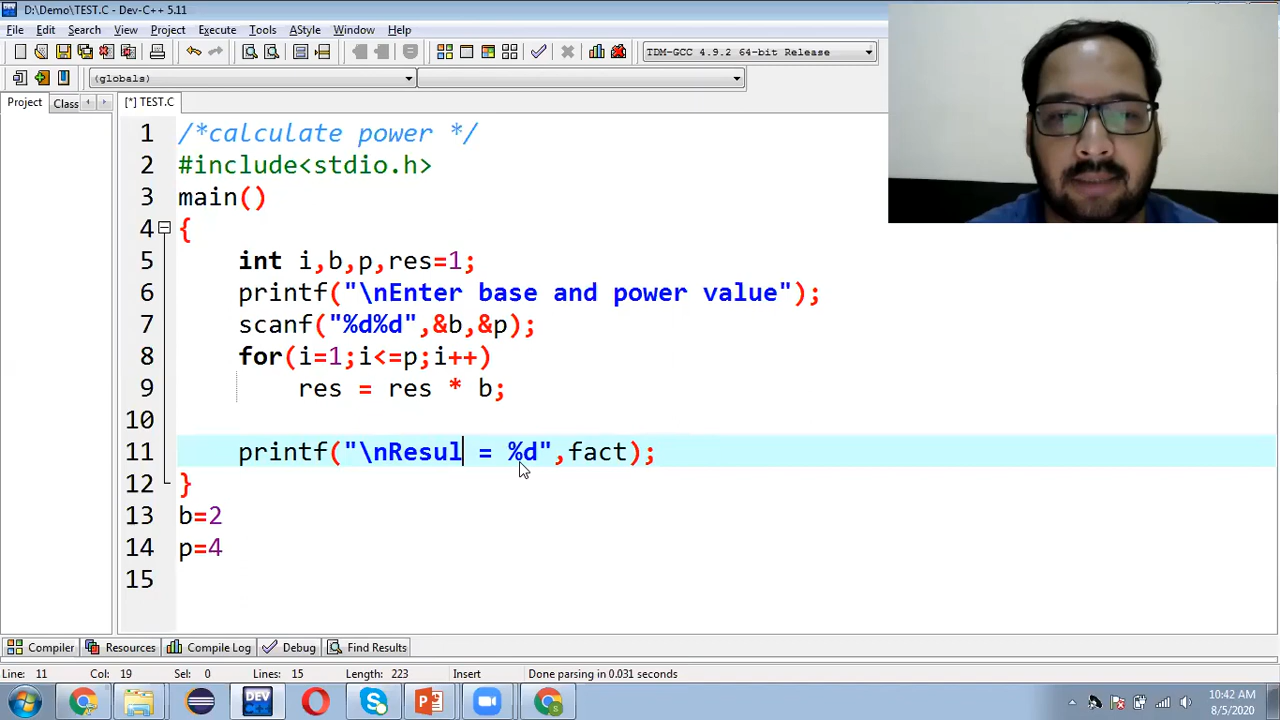 D:\Demo\TEST.C - Dev-C++ 5.11
File Edit Search View Project Execute Tools AStyle Window Help
TDM-GCC 4.9.2 64-bit Release
(globals)
Project Class [*] TEST.C
1 /*calculate power */
2 #include<stdio.h>
3 main()
4 {
5 int i,b,p,res=1;
6 printf("\nEnter base and power value");
7 scanf("%d%d",&b,&p);
8 for(i=1;i<=p;i++)
9 res = res * b;
10
11 printf("\nResul = %d",fact);
12 }
13 b=2
14 p=4
15
Compiler Resources Compile Log Debug Find Results
Line: 11 Col: 19 Sel: 0 Lines: 15 Length: 223 Insert Done parsing in 0.031 seconds
DEV C++
10:42 AM
8/5/2020